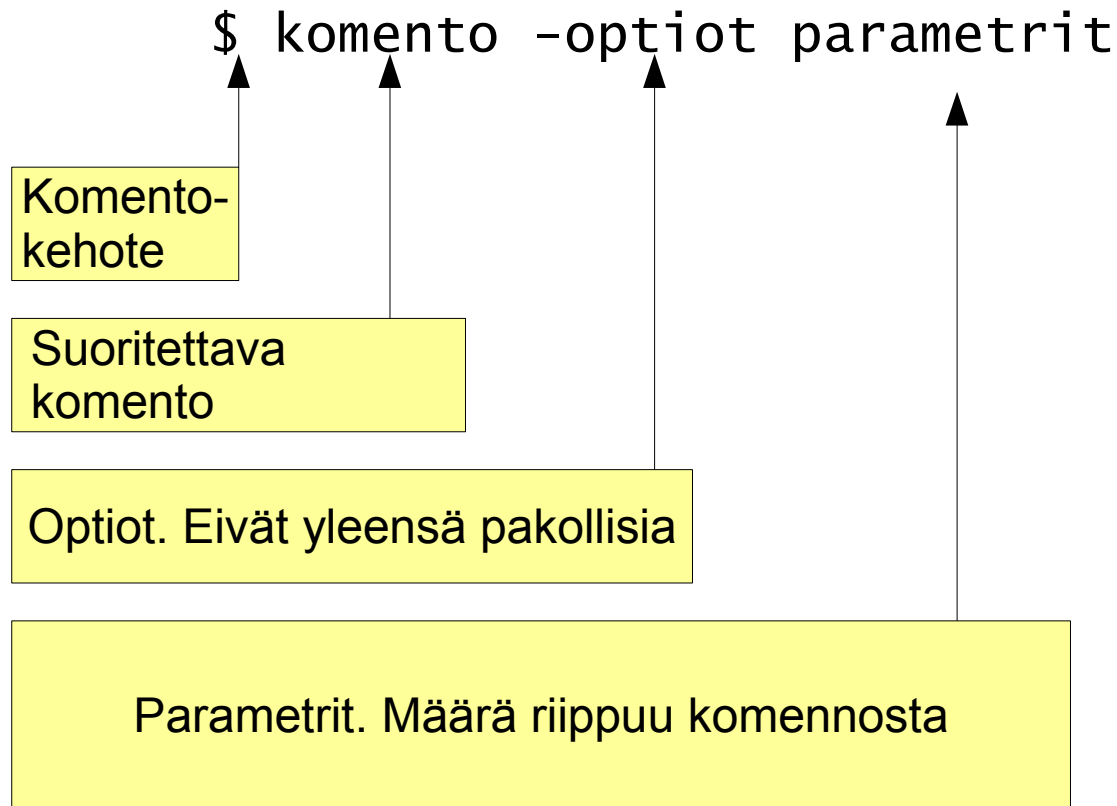 $ komento -optiot parametrit
Komento-
kehote
Suoritettava
komento
Optiot. Eivät yleensä pakollisia
Parametrit. Määrä riippuu komennosta